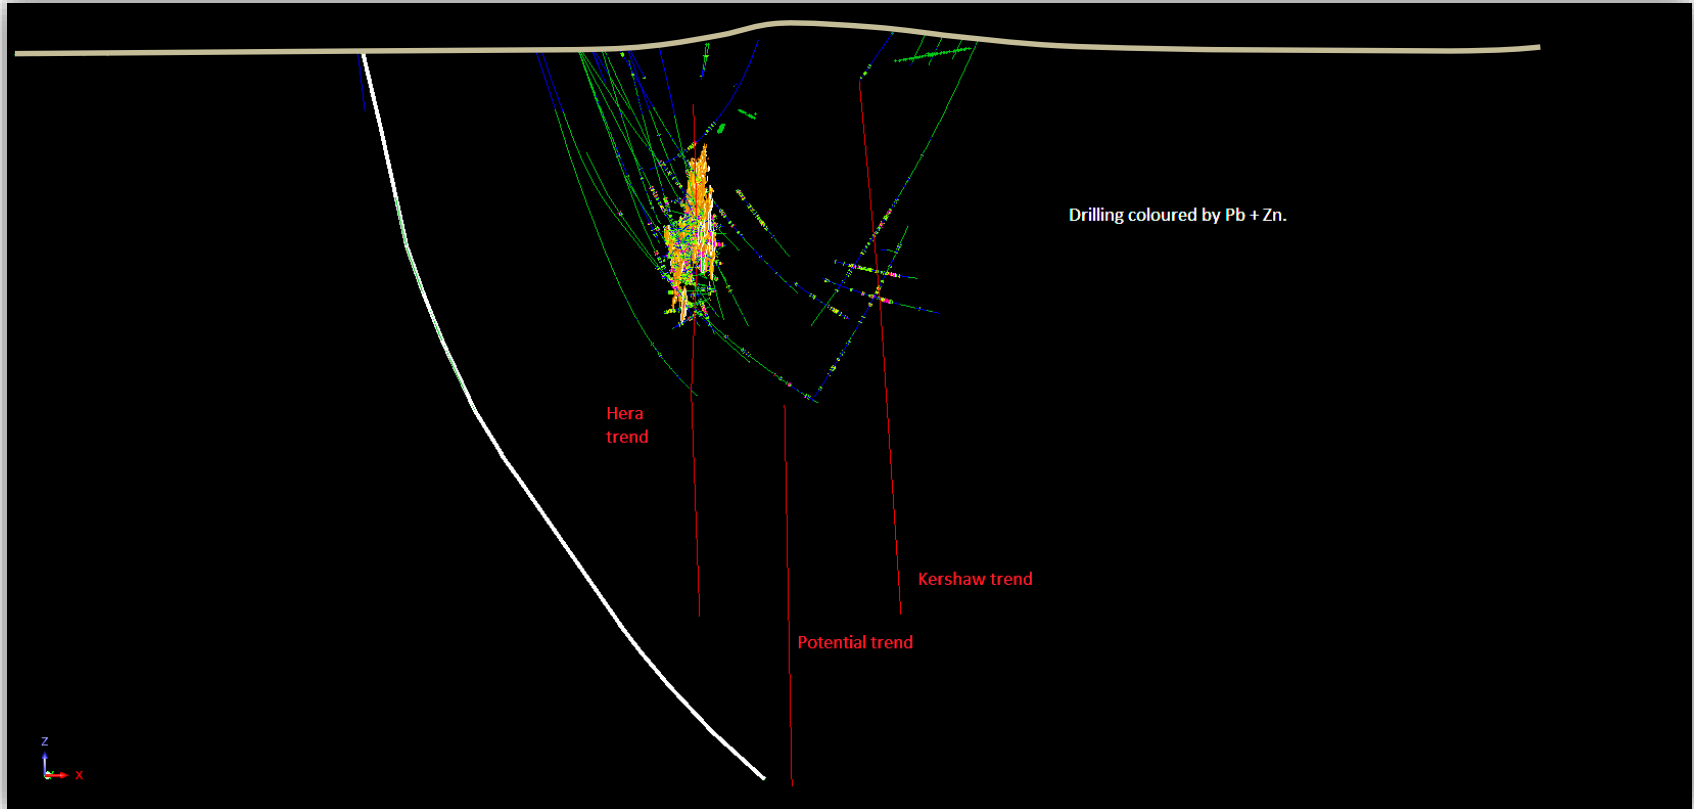 Drilling coloured by Pb + Zn.
Hera
trend
Kershaw trend
Potential trend
Z
X